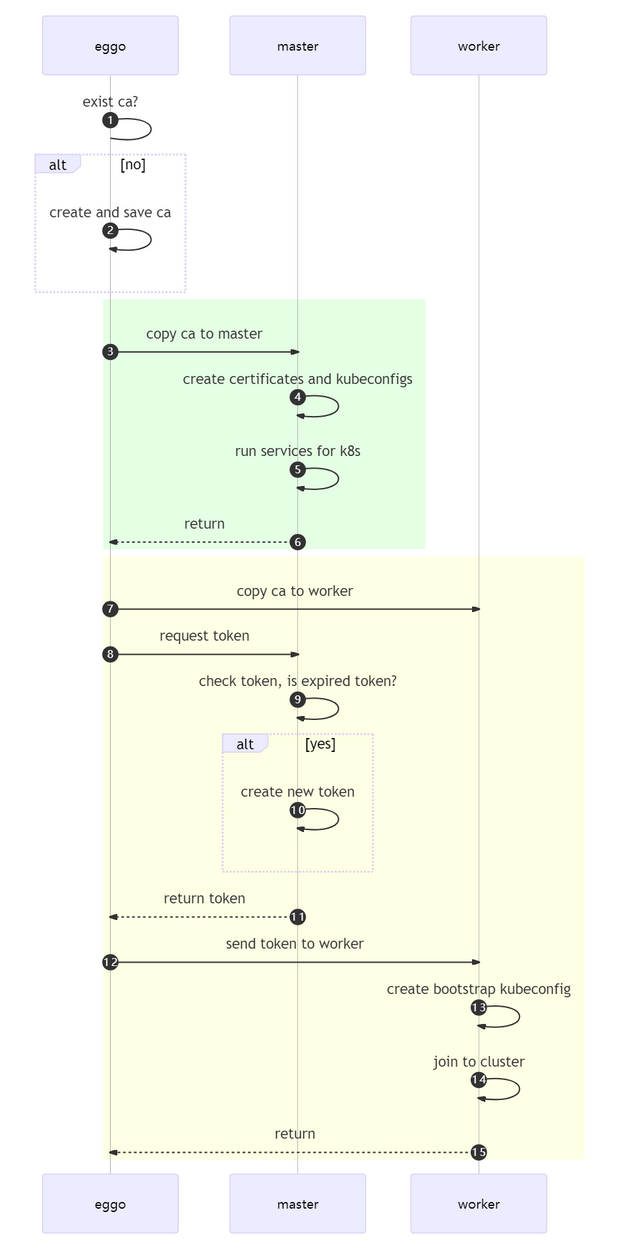 eggo
master
worker
exist ca?
1
alt
[no]
create and save ca
2
copy ca to master
3
create certificates and kubeconfigs
4
run services for k8s
5
return
6
copy ca to worker
7
request token
8
check token, is expired token?
9
alt
[yes]
create new token
10
return token
11
send token to worker
12
create bootstrap kubeconfig
13
join to cluster
14
return
15
eggo
master
worker